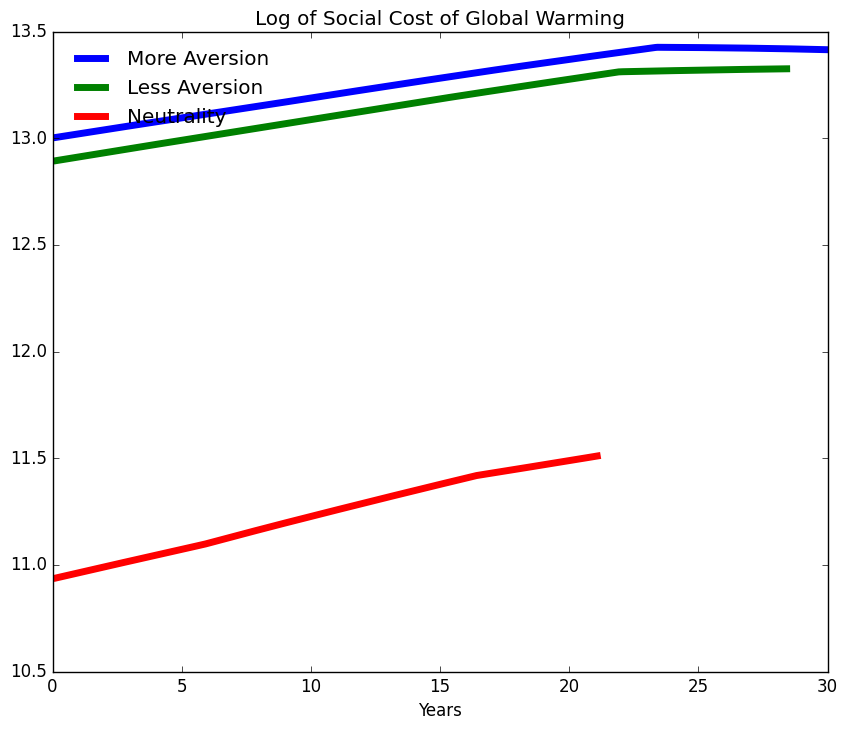 Log of Social Cost of Global Warming
13.5
More Aversion
Less Aversion
Neutrality
13.0
12.5
12.0
11.5
11.0
10.5
0 5 10 15 20 25 30
Years